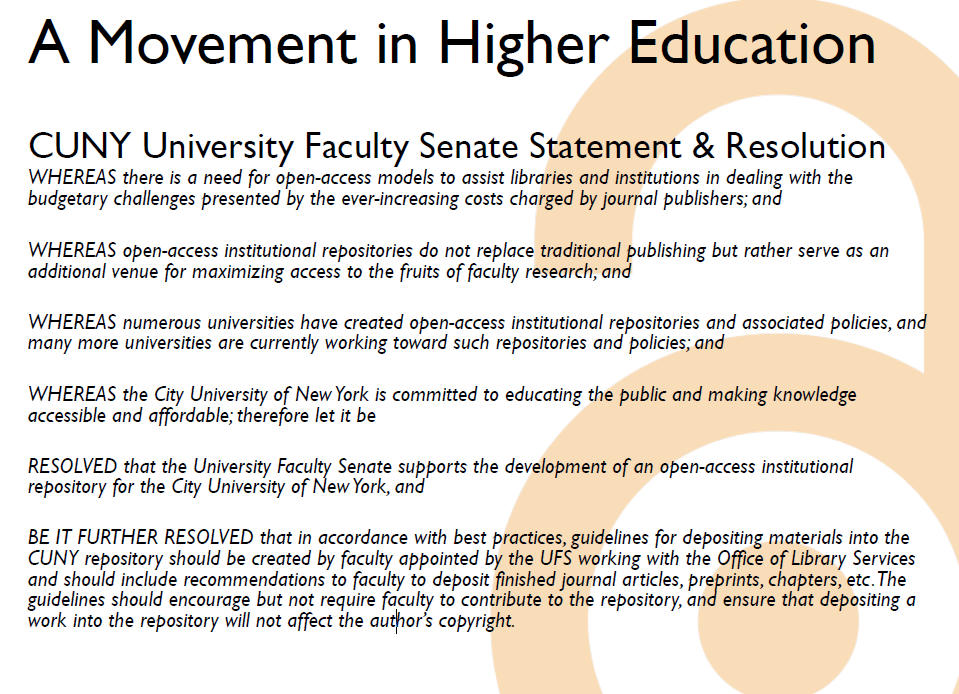 A Movement in Higher Education
CUNY University Faculty Senate Statement & Resolution
WHEREAS there is a need for open-access models to assist libraries and institutions in dealing with the
budgetary challenges presented by the ever-increasing costs charged by journal publishers; and
WHEREAS open-access institutional repositories do not replace traditional publishing but rather serve as an
additional venue for maximizing access to the fruits of faculty research; and
WHEREAS numerous universities have created open-access institutional repositories and associated policies, and
many more universities are currently working toward such repositories and policies; and
WHEREAS the City University of New York is committed to educating the public and making knowledge
accessible and affordable; therefore let it be
RESOLVED that the University Faculty Senate supports the development of an open-access institutional
repository for the City University of New York, and
BE IT FURTHER RESOLVED that in accordance with best practices, guidelines for depositing materials into the
CUNY repository should be created by faculty appointed by the UFS working with the Office of Library Services
and should include recommendations to faculty to deposit finished journal articles, preprints, chapters, etc. The
guidelines should encourage but not require faculty to contribute to the repository, and ensure that depositing a
work into the repository will not affect the author's copyright.